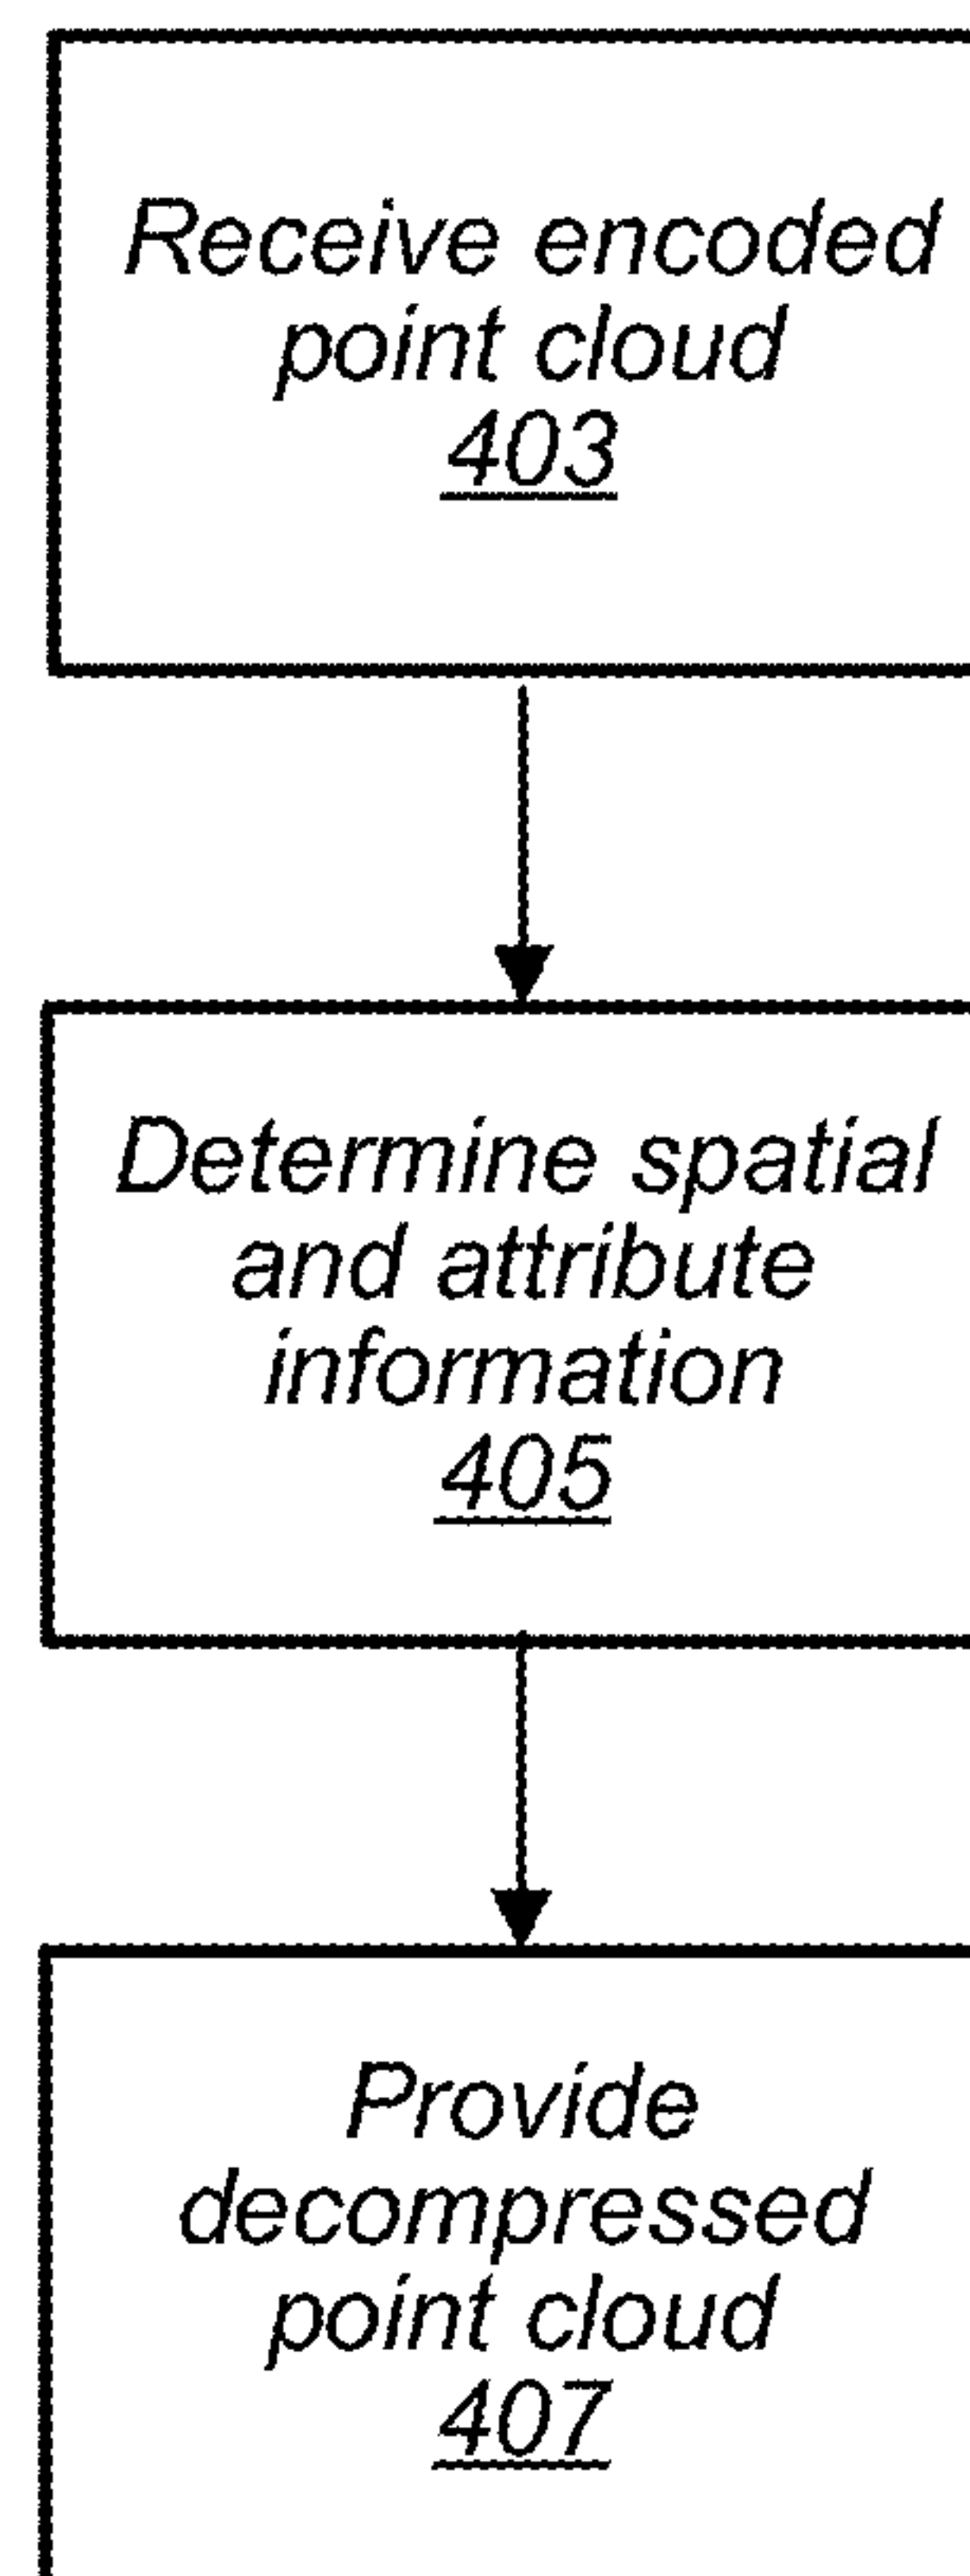 Receive encoded
point cloud
403
Determine spatial
and attribute
information
405
Provide
decompressed
point cloud
407